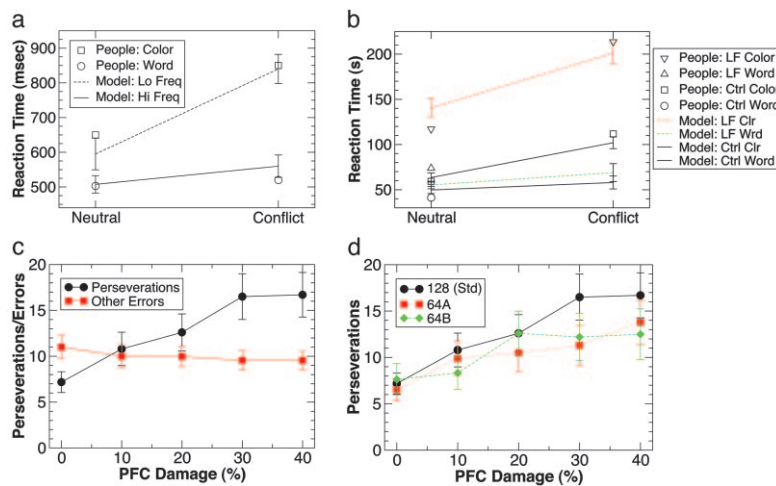 a
Reaction Time (msec)
900
800
700
600
500
People: Color
People: Word
Model: Lo Freq
Model: Hi Freq
Neutral
Conflict
b
Reaction Time (s)
200
150
100
50
Neutral
Conflict
People: LF Color
People: LF Word
People: Ctrl Color
People: Ctrl Word
Model: LF Clr
Model: LF Wrd
Model: Ctrl Clr
Model: Ctrl Word
c
Perseverations/Errors
20
15
10
5
0
Perseverations
Other Errors
0 10 20 30 40
PFC Damage (%)
d
Perseverations
20
15
10
5
0
128 (Std)
64A
64B
0 10 20 30 40
PFC Damage (%)